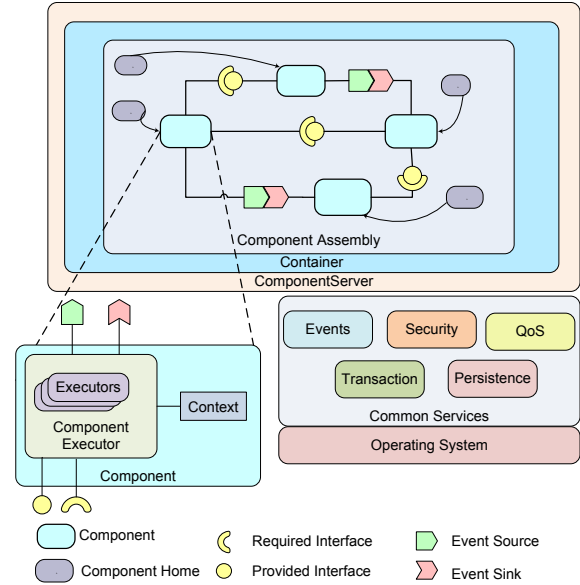 Component Assembly
Container
ComponentServer
Events
Security
QoS
Transaction
Persistence
Common Services
Operating System
Executors
Component
Executor
Context
Component
Component
Required Interface
Event Source
Component Home
Provided Interface
Event Sink